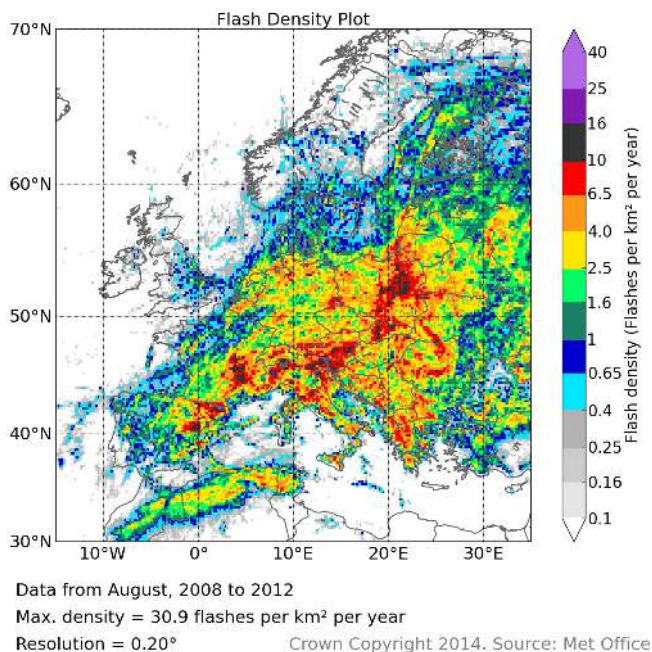 Flash Density Plot
70°N
60°N
50°N
40°N
30°N
10°W
0°
10°E
20°E
30°E
40
25
16
10
6.5
4.0
2.5
1.6
1
0.65
0.4
0.25
0.16
0.1
Flash density (Flashes per km² per year)
Data from August, 2008 to 2012
Max. density = 30.9 flashes per km² per year
Resolution = 0.20°
Crown Copyright 2014. Source: Met Office